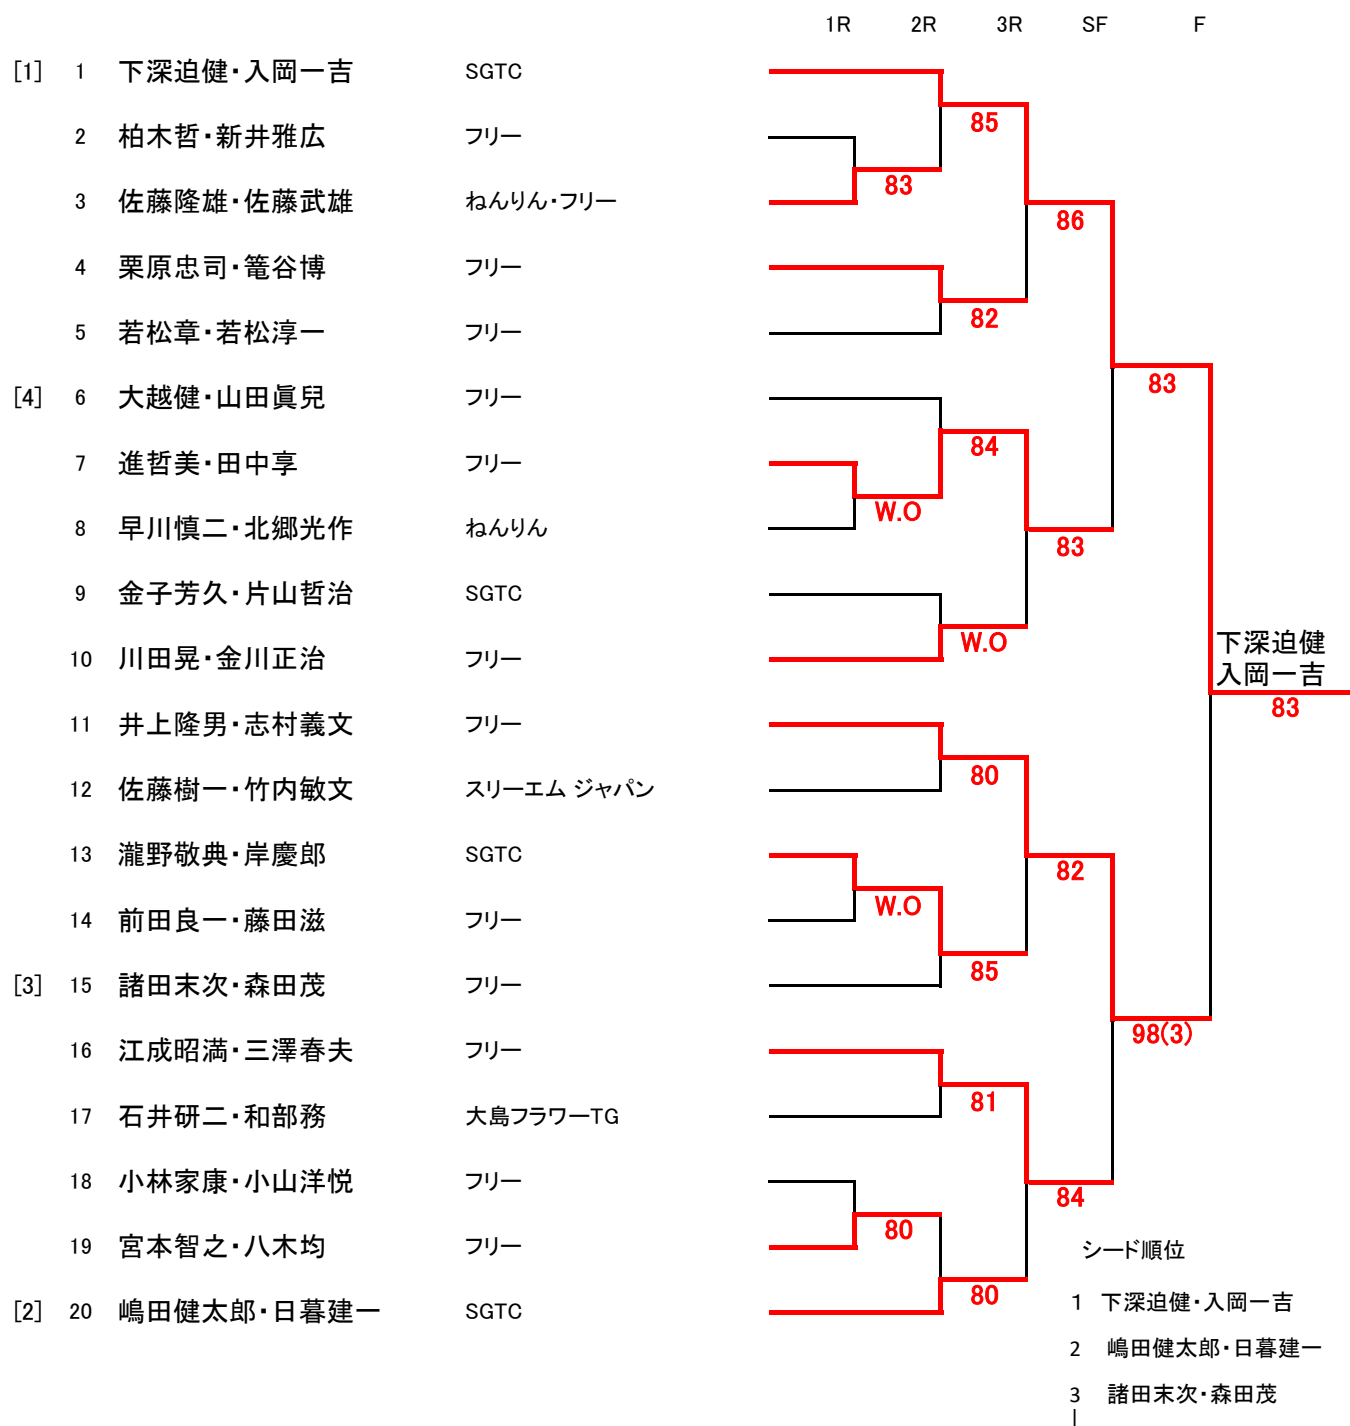 1R 2R 3R SF F
[1] 1 下深迫健・入岡一吉 SGTC
85
2 柏木哲・新井雅広 フリー
83
3 佐藤隆雄・佐藤武雄 ねんりん・フリー
86
4 栗原忠司・篭谷博 フリー
82
5 若松章・若松淳一 フリー
83
[4] 6 大越健・山田眞兒 フリー
84
7 進哲美・田中享 フリー
W.O
8 早川慎二・北郷光作 ねんりん
83
9 金子芳久・片山哲治 SGTC
W.O
10 川田晃・金川正治 フリー
下深迫健
入岡一吉
83
11 井上隆男・志村義文 フリー
80
12 佐藤樹一・竹内敏文 スリーエム ジャパン
13 瀧野敬典・岸慶郎 SGTC
82
W.O
14 前田良一・藤田滋 フリー
85
[3] 15 諸田末次・森田茂 フリー
98(3)
16 江成昭満・三澤春夫 フリー
81
17 石井研二・和部務 大島フラワーTG
18 小林家康・小山洋悦 フリー
84
80
19 宮本智之・八木均 フリー
80
[2] 20 嶋田健太郎・日暮建一 SGTC
シード順位
1 下深迫健・入岡一吉
2 嶋田健太郎・日暮建一
3 諸田末次・森田茂